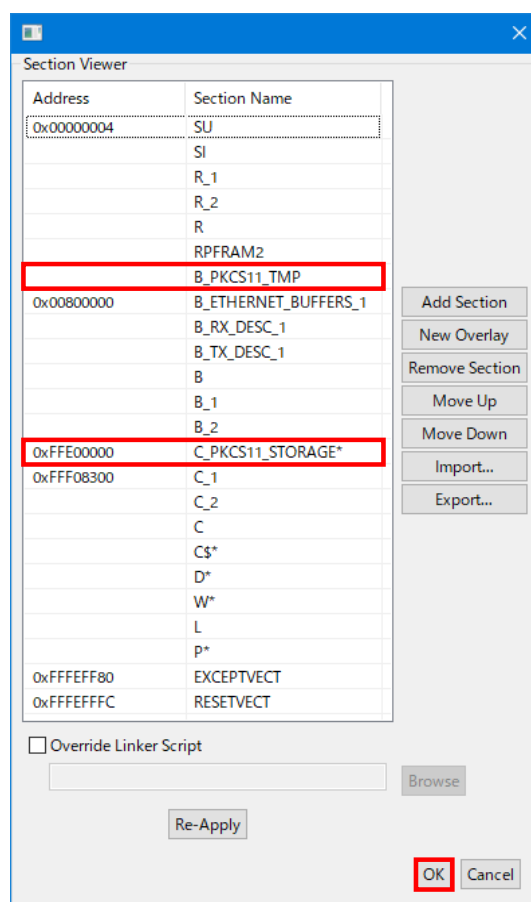 Section Viewer
Address Section Name
0x00000004 SU
SI
R_1
R_2
R
RPFRAM2
B_PKCS11_TMP
0x00800000 B_ETHERNET_BUFFERS_1
B_RX_DESC_1
B_TX_DESC_1
B
B_1
B_2
0xFFE00000 C_PKCS11_STORAGE*
0xFFF08300 C_1
C_2
C
C$*
D*
W*
L
P*
0xFFFEFF80 EXCEPTVECT
0xFFFEFFFC RESETVECT
Add Section
New Overlay
Remove Section
Move Up
Move Down
Import...
Export...
Override Linker Script
Browse
Re-Apply
OK Cancel